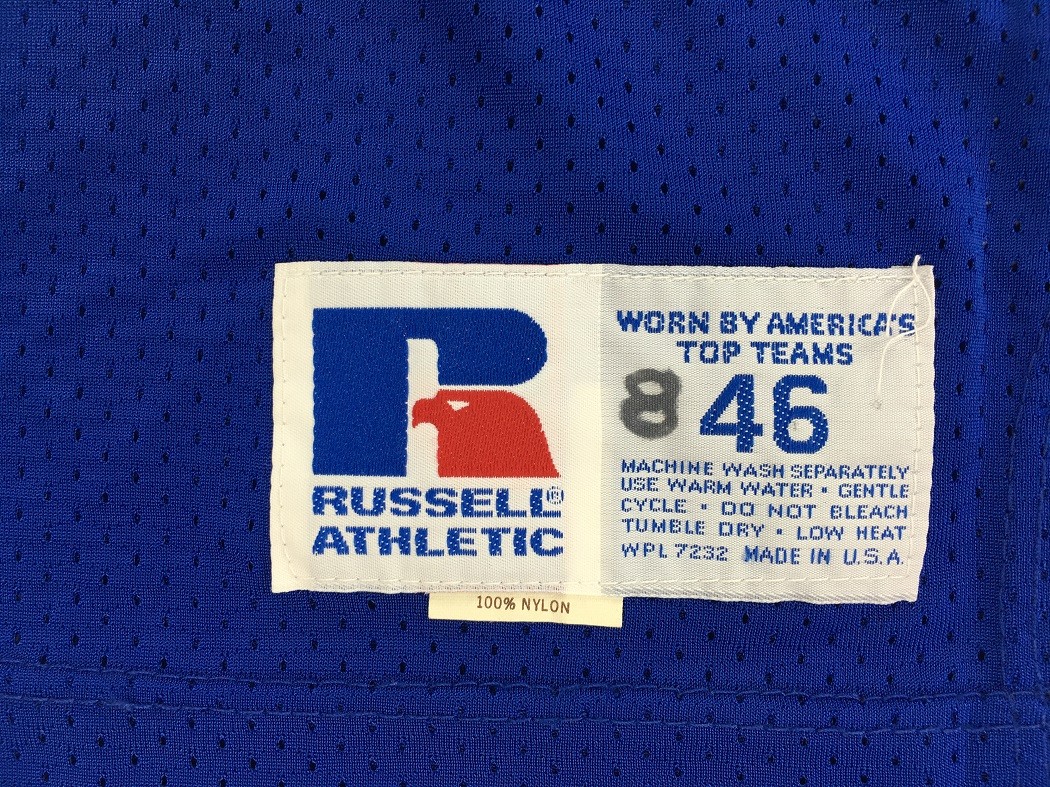 RUSSELL®
ATHLETIC
WORN BY AMERICA'S
TOP TEAMS
8 46
MACHINE WASH SEPARATELY
USE WARM WATER • GENTLE
CYCLE • DO NOT BLEACH
TUMBLE DRY • LOW HEAT
WPL 7232 MADE IN U.S.A.
100% NYLON